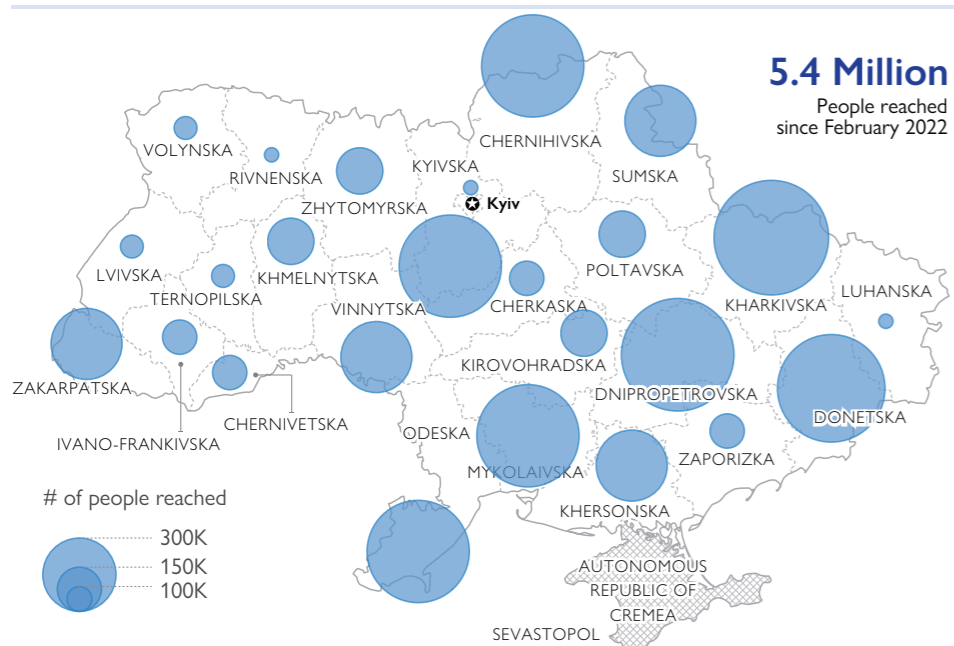 5.4 Million
People reached
since February 2022
CHERNIHIVSKA
VOLYNSKA
RIVNENSKA
KYIVSKA
SUMSKA
ZHYTOMYRSKA
Kyiv
LVIVSKA
TERNOPILSKA
KHMELNYTSKA
POLTAVSKA
KHARKIVSKA
LUHANSKA
VINNYTSKA
CHERKASKA
ZAKARPATSKA
KIROVOHRADSKA
DNIPROPETROVSKA
DONETSKA
CHERNIVETSKA
IVANO-FRANKIVSKA
ODESKA
MYKOLAIVSKA
ZAPORIZKA
KHERSONSKA
# of people reached
300K
150K
100K
AUTONOMOUS
REPUBLIC OF
CREMEA
SEVASTOPOL